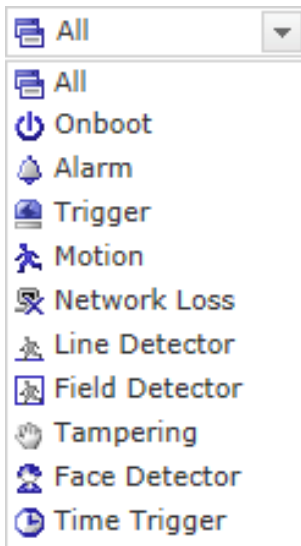 All
All
Onboot
Alarm
Trigger
Motion
Network Loss
Line Detector
Field Detector
Tampering
Face Detector
Time Trigger